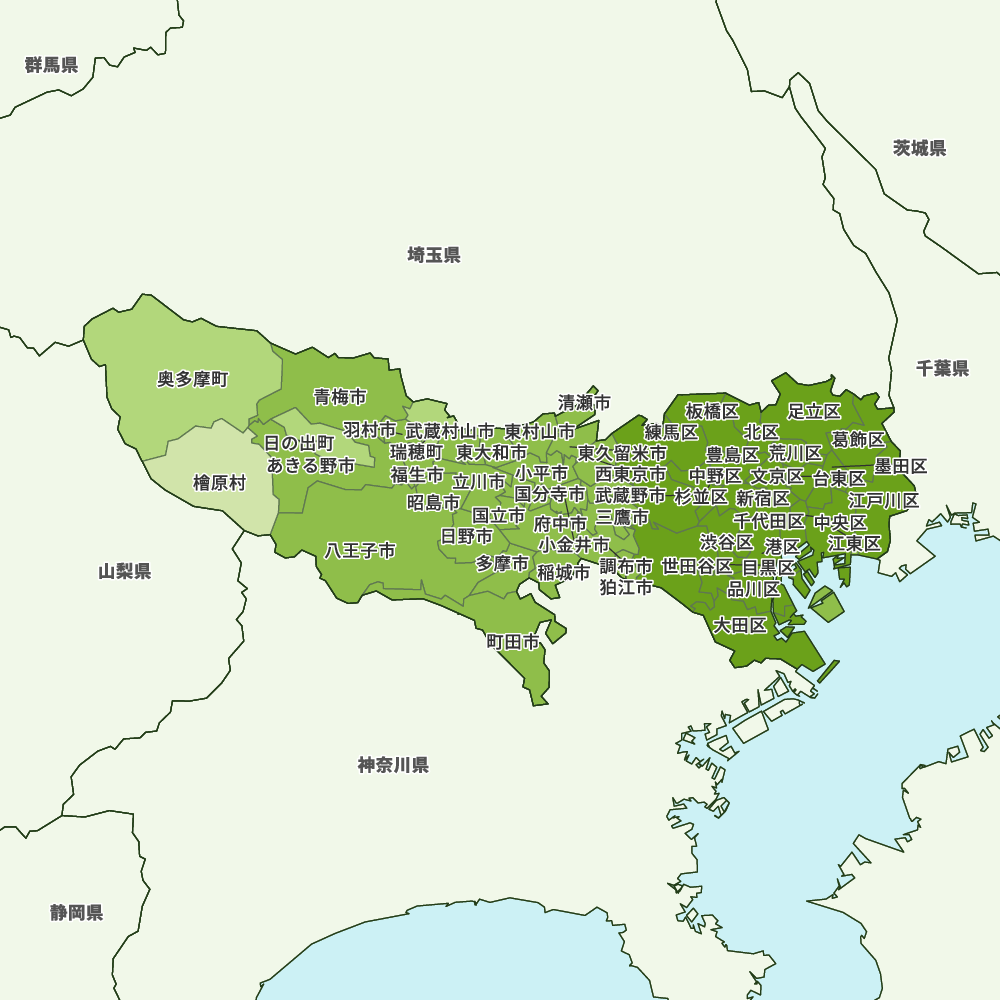 群馬県
茨城県
埼玉県
千葉県
奥多摩町
青梅市
清瀬市
板橋区
足立区
羽村市
武蔵村山市
東村山市
練馬区
北区
葛飾区
日の出町
瑞穂町
東大和市
東久留米市
豊島区
荒川区
あきる野市
福生市
立川市
小平市
西東京市
中野区
文京区
台東区
墨田区
檜原村
昭島市
国分寺市
武蔵野市
杉並区
新宿区
江戸川区
国立市
府中市
三鷹市
千代田区
中央区
八王子市
日野市
小金井市
渋谷区
港区
江東区
山梨県
多摩市
稲城市
調布市
世田谷区
目黒区
狛江市
品川区
町田市
大田区
神奈川県
静岡県